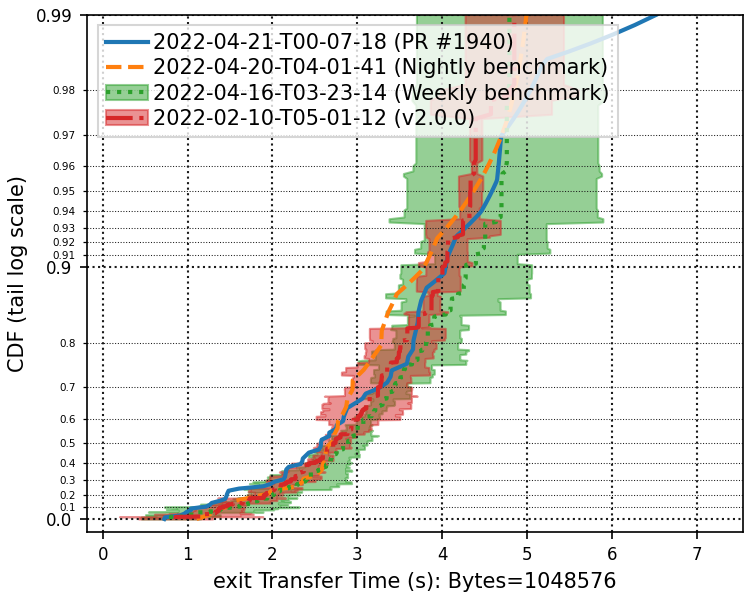 0.99
2022-04-21-T00-07-18 (PR #1940)
2022-04-20-T04-01-41 (Nightly benchmark)
2022-04-16-T03-23-14 (Weekly benchmark)
2022-02-10-T05-01-12 (v2.0.0)
0.98
0.97
0.96
0.95
0.94
0.93
0.92
0.91
0.9
0.8
0.7
0.6
0.5
0.4
0.3
0.2
0.1
0.0
CDF (tail log scale)
0 1 2 3 4 5 6 7
exit Transfer Time (s): Bytes=1048576